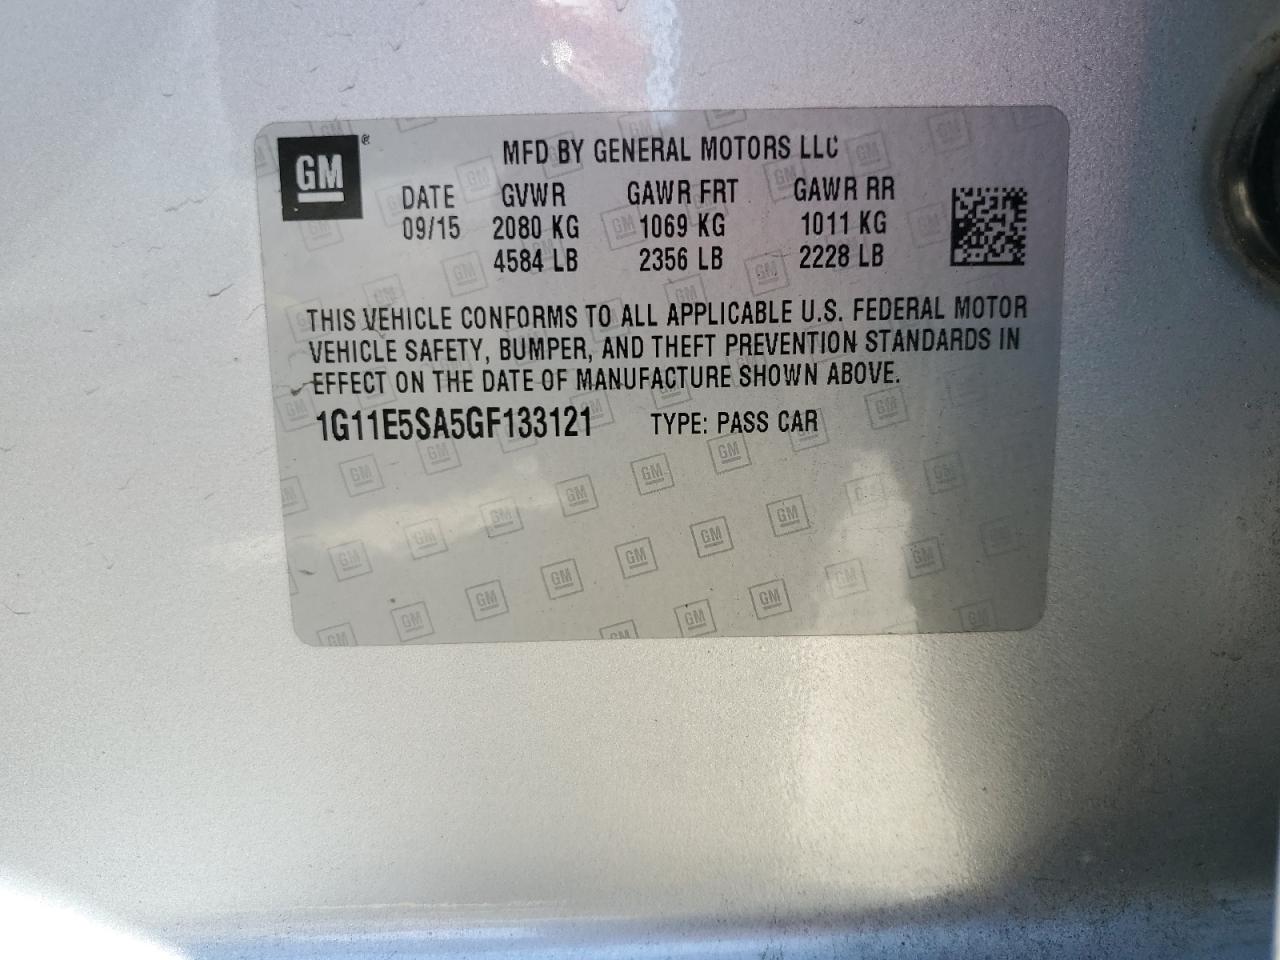 GM ®
MFD BY GENERAL MOTORS LLC
DATE GVWR GAWR FRT GAWR RR
09/15 2080 KG 1069 KG 1011 KG
4584 LB 2356 LB 2228 LB
THIS VEHICLE CONFORMS TO ALL APPLICABLE U.S. FEDERAL MOTOR
VEHICLE SAFETY, BUMPER, AND THEFT PREVENTION STANDARDS IN
EFFECT ON THE DATE OF MANUFACTURE SHOWN ABOVE.
1G11E5SA5GF133121 TYPE: PASS CAR